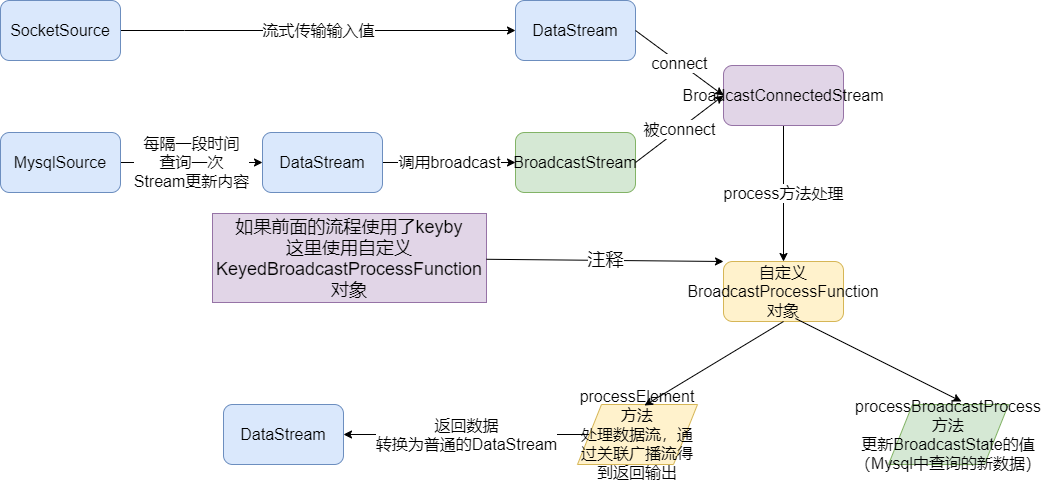 SocketSource
流式传输输入值
DataStream
connect
BroadcastConnectedStream
MysqlSource
每隔一段时间
查询一次
Stream更新内容
DataStream
调用broadcast
BroadcastStream
被connect
process方法处理
如果前面的流程使用了keyby
这里使用自定义
KeyedBroadcastProcessFunction
对象
注释
自定义
BroadcastProcessFunction
对象
processElement
方法
处理数据流，通
过关联广播流得
到返回输出
processBroadcastProcess
方法
更新BroadcastState的值
（Mysql中查询的新数据）
返回数据
转换为普通的DataStream
DataStream